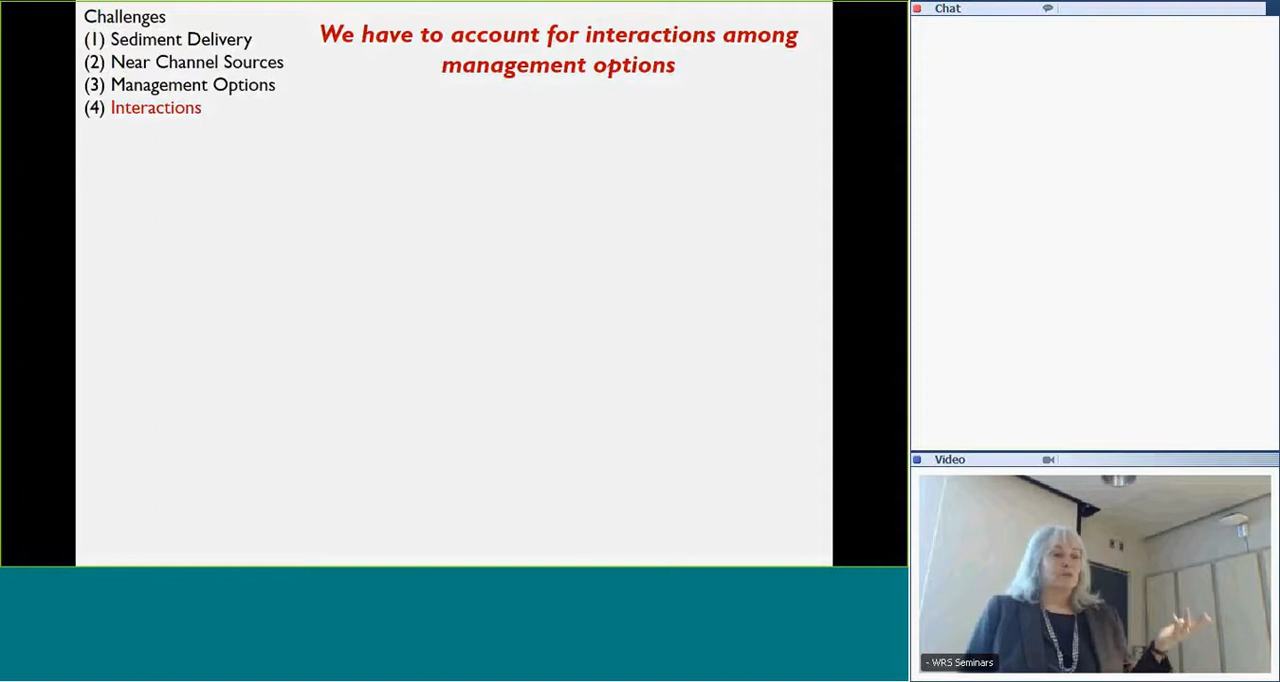 Challenges
(1) Sediment Delivery
(2) Near Channel Sources
(3) Management Options
(4) Interactions
We have to account for interactions among
management options
Chat
Video
- WRS Seminars